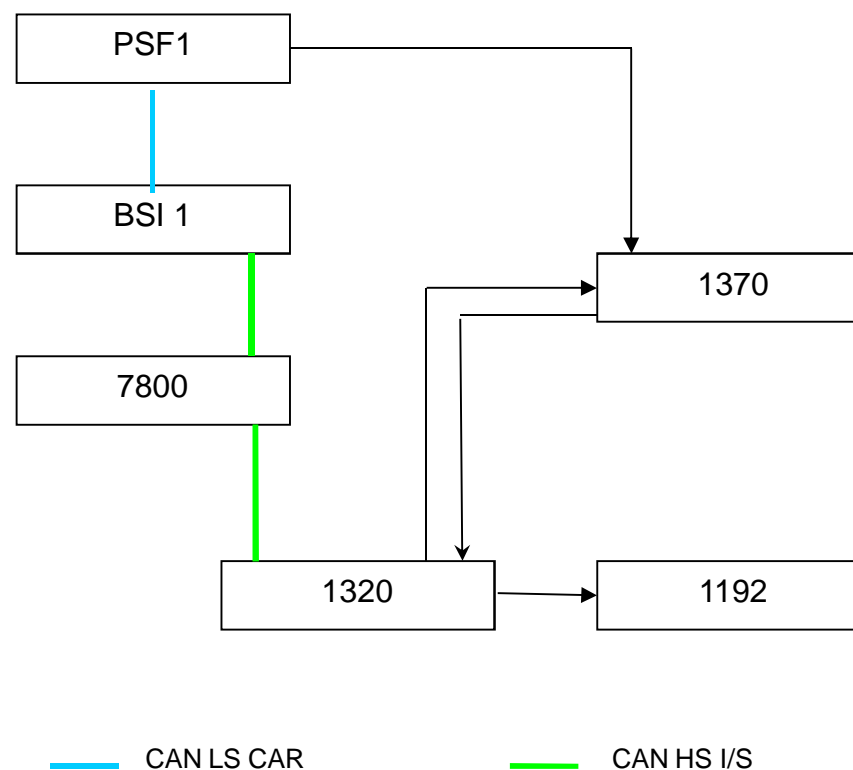 PSF1
BSI 1
1370
7800
1320
1192
CAN LS CAR
CAN HS I/S